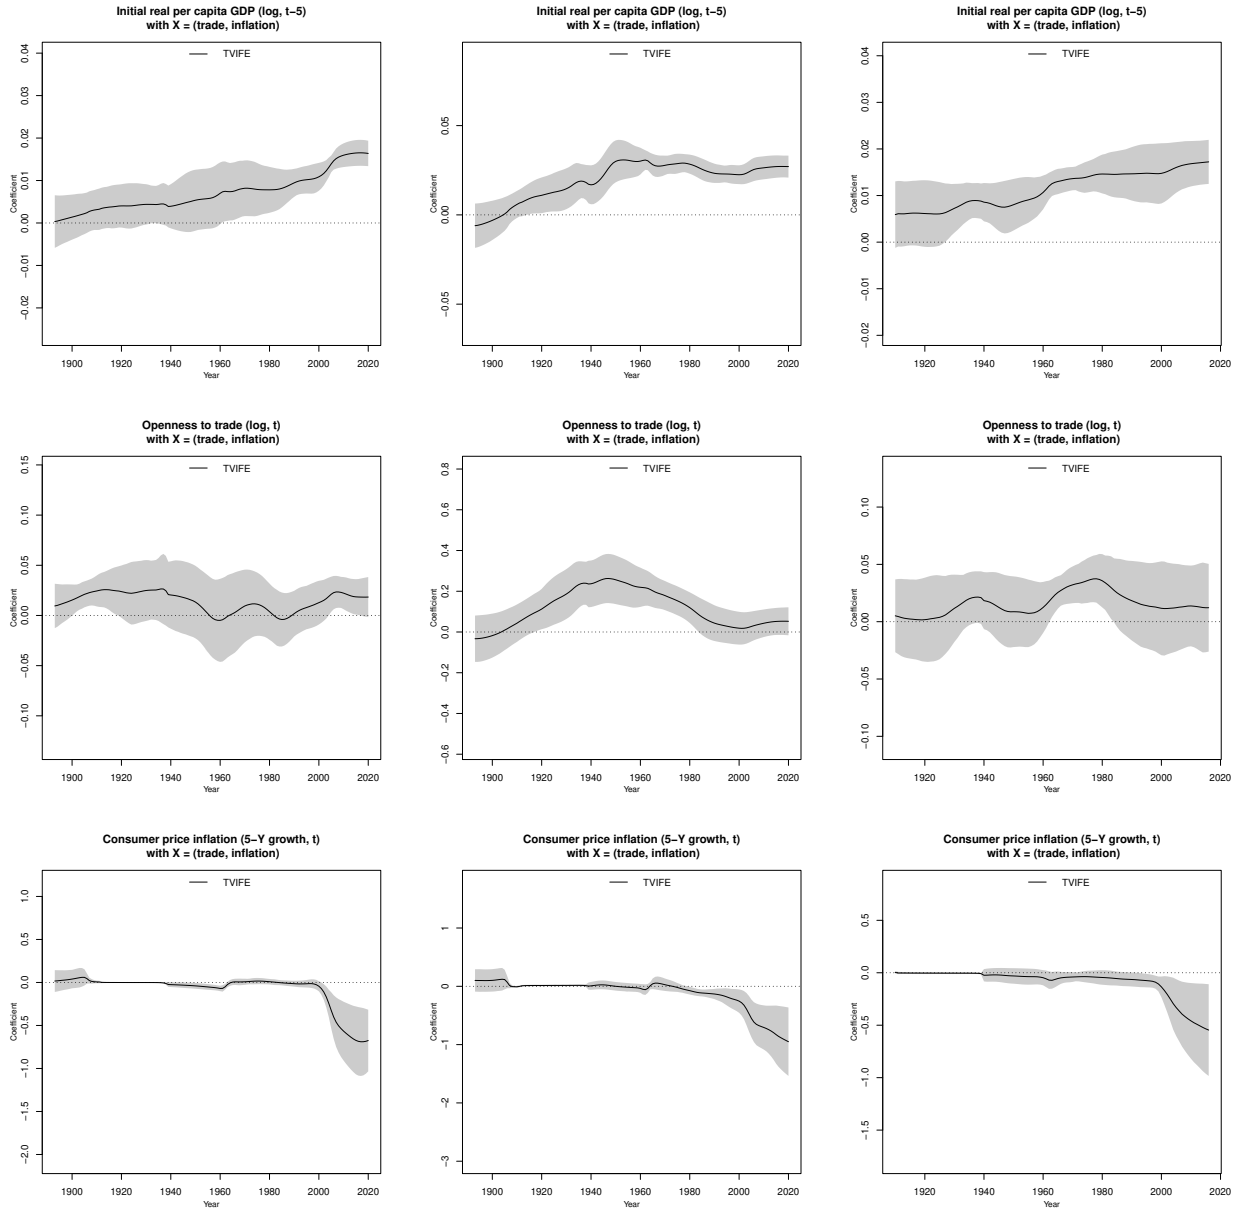 Initial real per capita GDP (log, t−5)
with X = (trade, inflation)
TVIFE
Coefficient
0.04
0.03
0.02
0.01
0.00
−0.01
−0.02
1900 1920 1940 1960 1980 2000 2020
Year
Initial real per capita GDP (log, t−5)
with X = (trade, inflation)
TVIFE
Coefficient
0.05
0.00
−0.05
1900 1920 1940 1960 1980 2000 2020
Year
Initial real per capita GDP (log, t−5)
with X = (trade, inflation)
TVIFE
Coefficient
0.04
0.03
0.02
0.01
0.00
−0.01
−0.02
1920 1940 1960 1980 2000 2020
Year
Openness to trade (log, t)
with X = (trade, inflation)
TVIFE
Coefficient
0.15
0.10
0.05
0.00
−0.05
−0.10
1900 1920 1940 1960 1980 2000 2020
Year
Openness to trade (log, t)
with X = (trade, inflation)
TVIFE
Coefficient
0.8
0.6
0.4
0.2
0.0
−0.2
−0.4
−0.6
1900 1920 1940 1960 1980 2000 2020
Year
Openness to trade (log, t)
with X = (trade, inflation)
TVIFE
Coefficient
0.10
0.05
0.00
−0.05
−0.10
1920 1940 1960 1980 2000 2020
Year
Consumer price inflation (5−Y growth, t)
with X = (trade, inflation)
TVIFE
Coefficient
1.0
0.5
0.0
−0.5
−1.0
−1.5
−2.0
1900 1920 1940 1960 1980 2000 2020
Year
Consumer price inflation (5−Y growth, t)
with X = (trade, inflation)
TVIFE
Coefficient
1
0
−1
−2
−3
1900 1920 1940 1960 1980 2000 2020
Year
Consumer price inflation (5−Y growth, t)
with X = (trade, inflation)
TVIFE
Coefficient
0.5
0.0
−0.5
−1.0
−1.5
1920 1940 1960 1980 2000 2020
Year